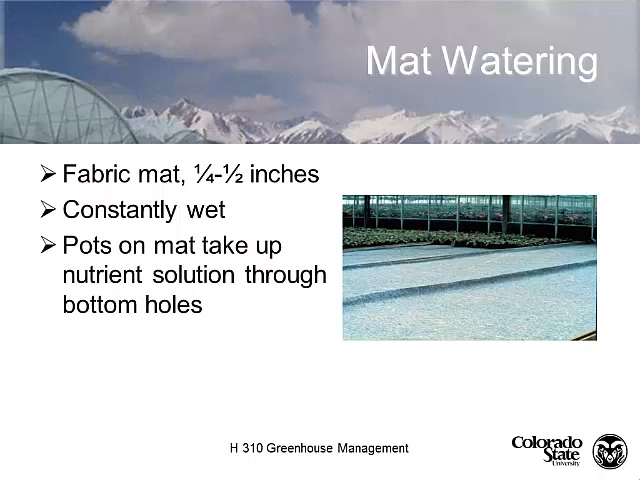 Mat Watering
➢ Fabric mat, ¼-½ inches
➢ Constantly wet
➢ Pots on mat take up
nutrient solution through
bottom holes
H 310 Greenhouse Management
Colorado
State
University